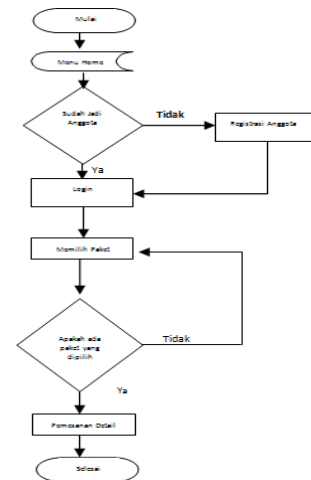 Mulai
Menu Home
Sudah Jadi
Anggota
Tidak
Registrasi Anggota
Ya
Login
Memilih Paket
Apakah ada
paket yang
dipilih
Tidak
Ya
Pemesanan Detail
Selesai